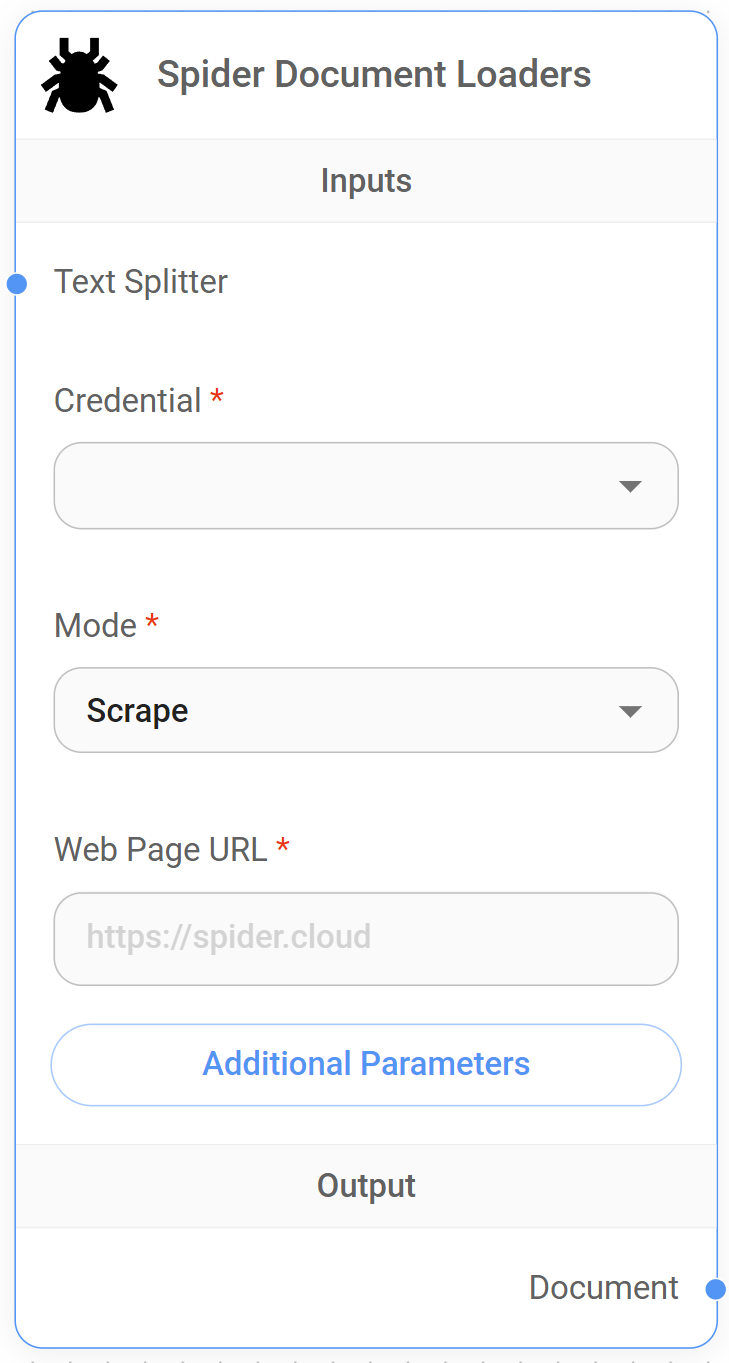 Spider Document Loaders
Inputs
Text Splitter
Credential *
Mode *
Scrape
Web Page URL *
https://spider.cloud
Additional Parameters
Output
Document